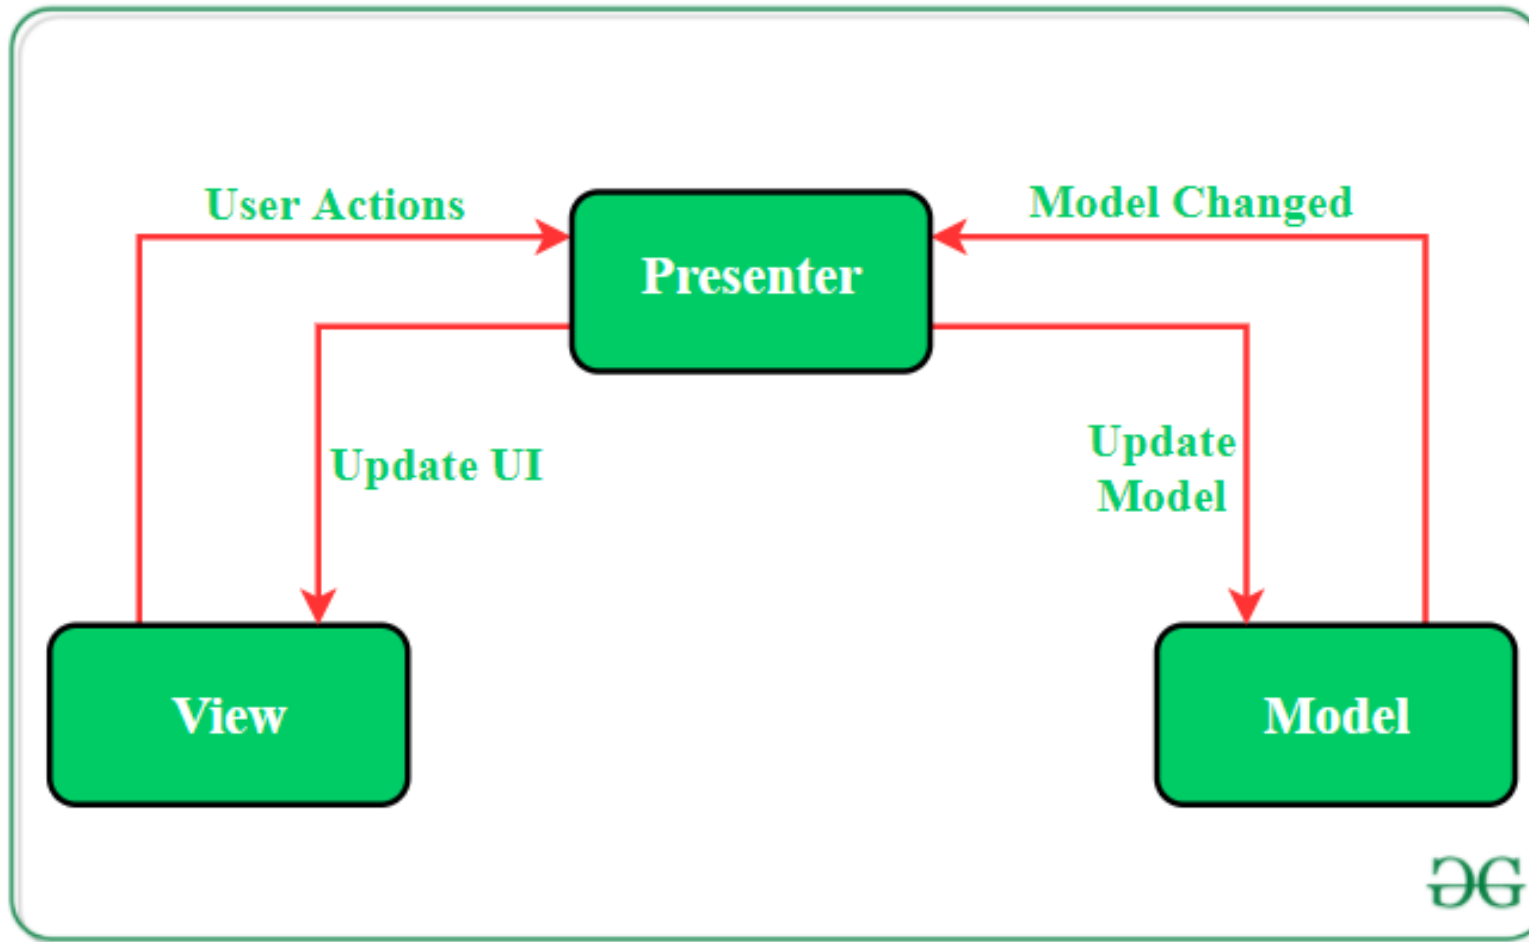 User Actions
Model Changed
Presenter
Update UI
Update
Model
View
Model